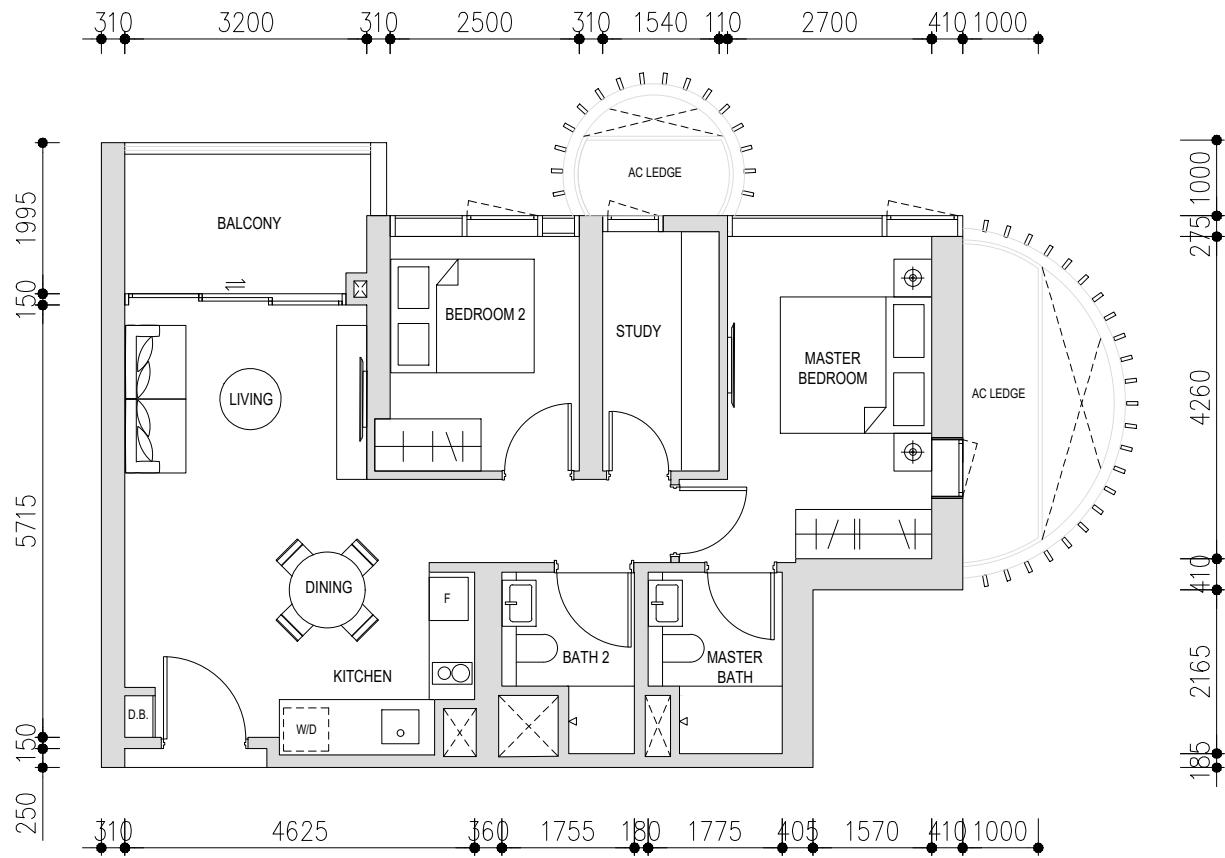 310 3200 310 2500 310 1540 110 2700 410 1000
AC LEDGE
BALCONY
1995
150
5715
150
250
1000
275
4260
410
2165
185
BEDROOM 2
STUDY
MASTER
BEDROOM
AC LEDGE
LIVING
DINING
F
KITCHEN
BATH 2
MASTER
BATH
D.B.
W/D
310 4625 360 1755 180 1775 405 1570 410 1000